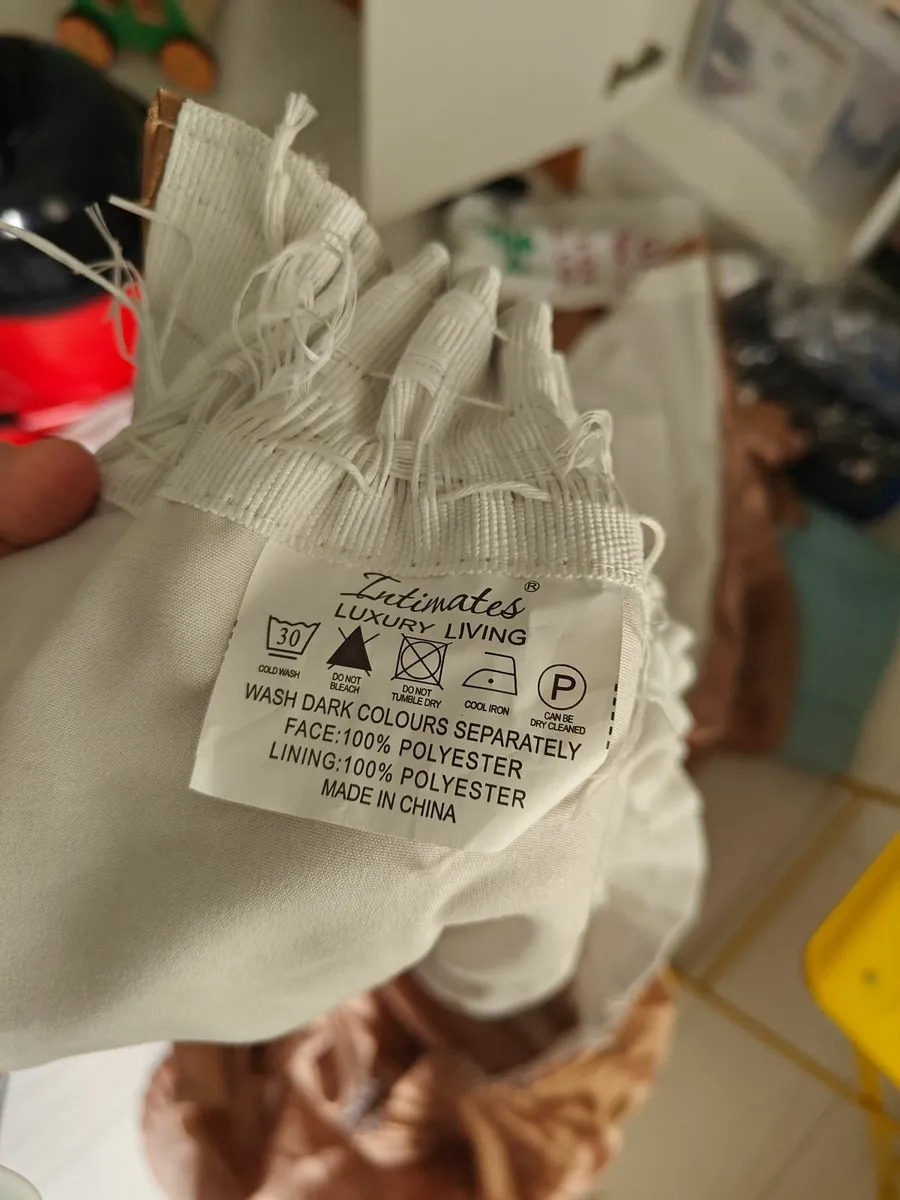 Intimates®
LUXURY LIVING
30
COLD WASH
DO NOT
BLEACH
DO NOT
TUMBLE DRY
COOL IRON
P
CAN BE
DRY CLEANED
WASH DARK COLOURS SEPARATELY
FACE:100% POLYESTER
LINING:100% POLYESTER
MADE IN CHINA